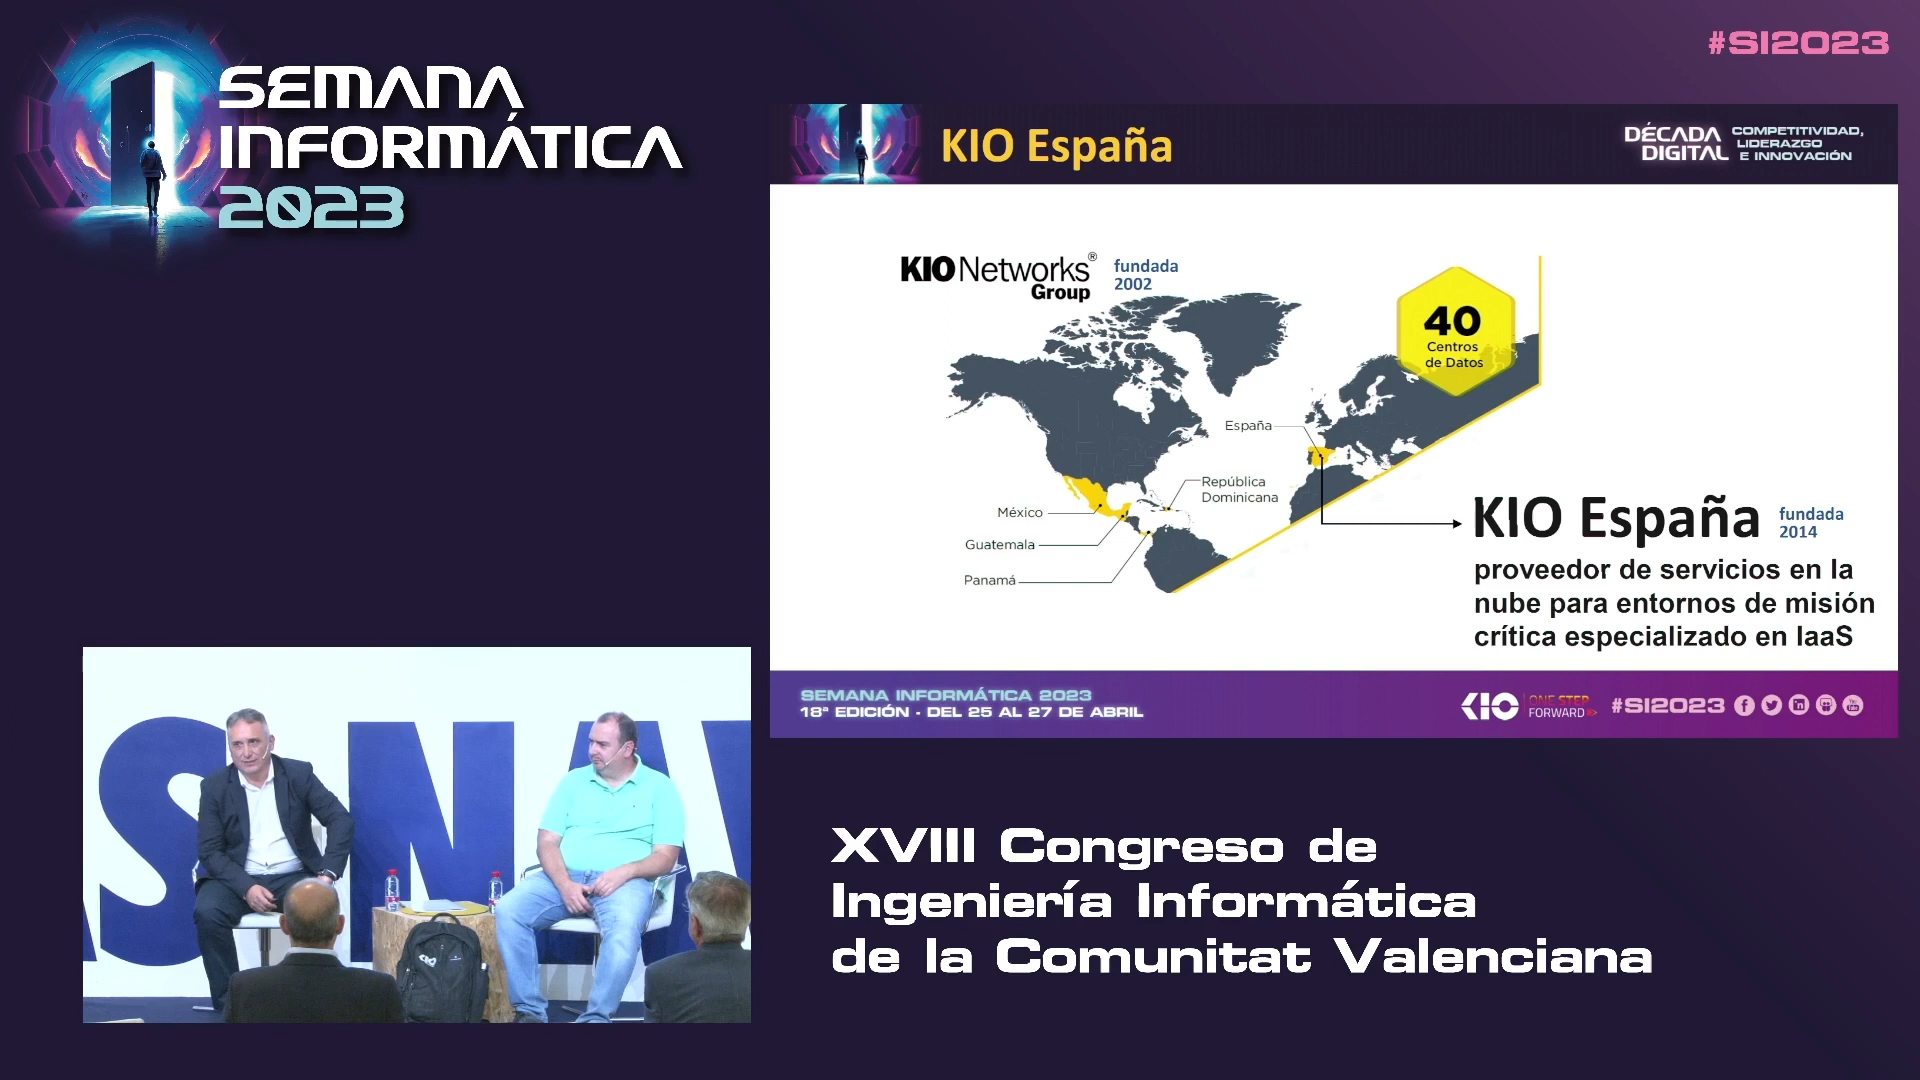 SEMANA
INFORMÁTICA
2023
#SI2023
KIO España
DÉCADA
DIGITAL
COMPETITIVIDAD,
LIDERAZGO
E INNOVACIÓN
KIO Networks®
Group
fundada
2002
40
Centros
de Datos
España
República
Dominicana
México
Guatemala
Panamá
KIO España
fundada
2014
proveedor de servicios en la
nube para entornos de misión
crítica especializado en IaaS
SEMANA INFORMÁTICA 2023
18ª EDICIÓN - DEL 25 AL 27 DE ABRIL
KIO
ONE STEP
FORWARD
#SI2023
KIO
XVIII Congreso de
Ingeniería Informática
de la Comunitat Valenciana